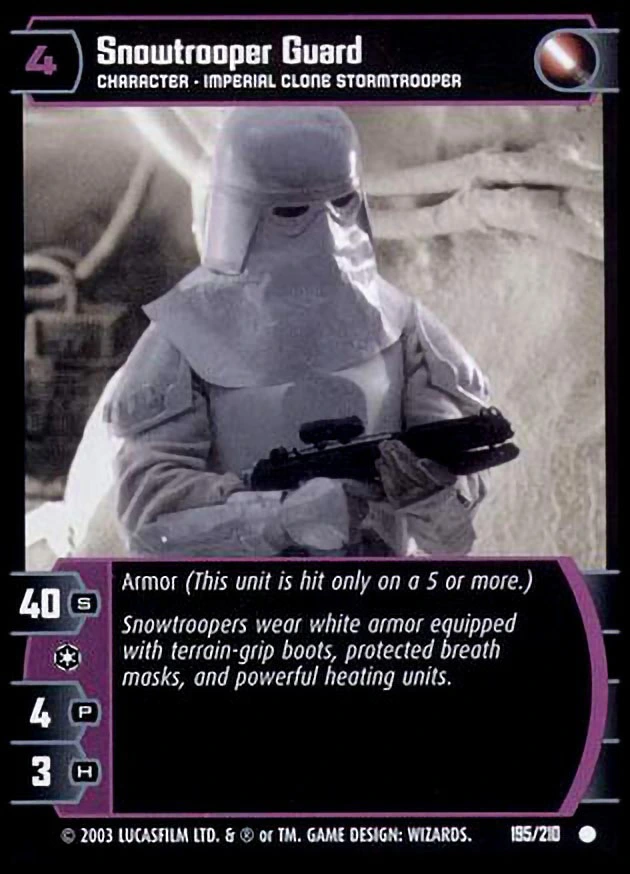 4
Snowtrooper Guard
CHARACTER · IMPERIAL CLONE STORMTROOPER
Armor (This unit is hit only on a 5 or more.)
40 S
Snowtroopers wear white armor equipped
with terrain-grip boots, protected breath
masks, and powerful heating units.
4 P
3 H
© 2003 LUCASFILM LTD. & ® or TM. GAME DESIGN: WIZARDS. 195/210